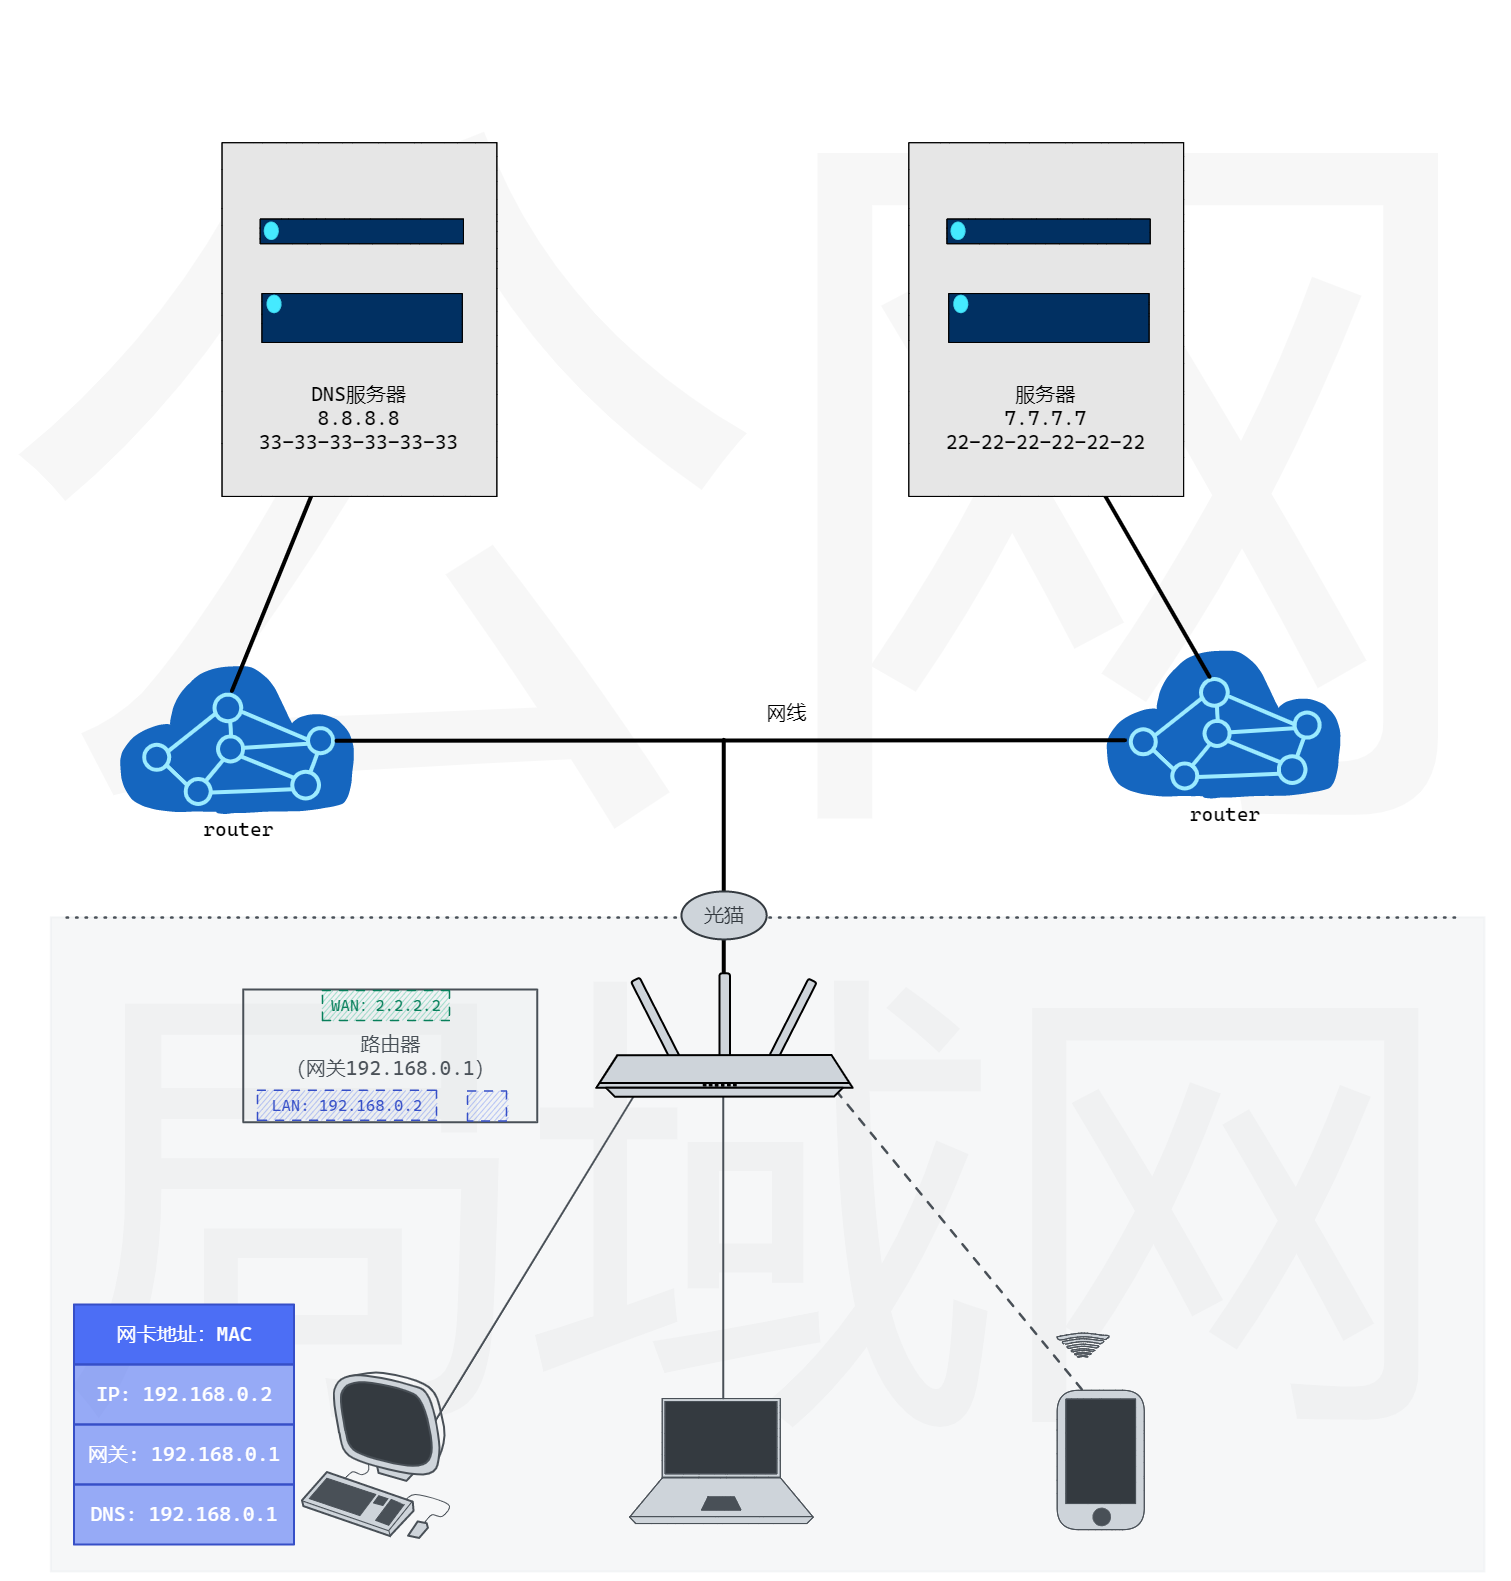 公网
DNS服务器
8.8.8.8
33-33-33-33-33-33
服务器
7.7.7.7
22-22-22-22-22-22
网线
router
router
光猫
局域网
WAN: 2.2.2.2
路由器
(网关192.168.0.1)
LAN: 192.168.0.2
网卡地址: MAC
IP: 192.168.0.2
网关: 192.168.0.1
DNS: 192.168.0.1